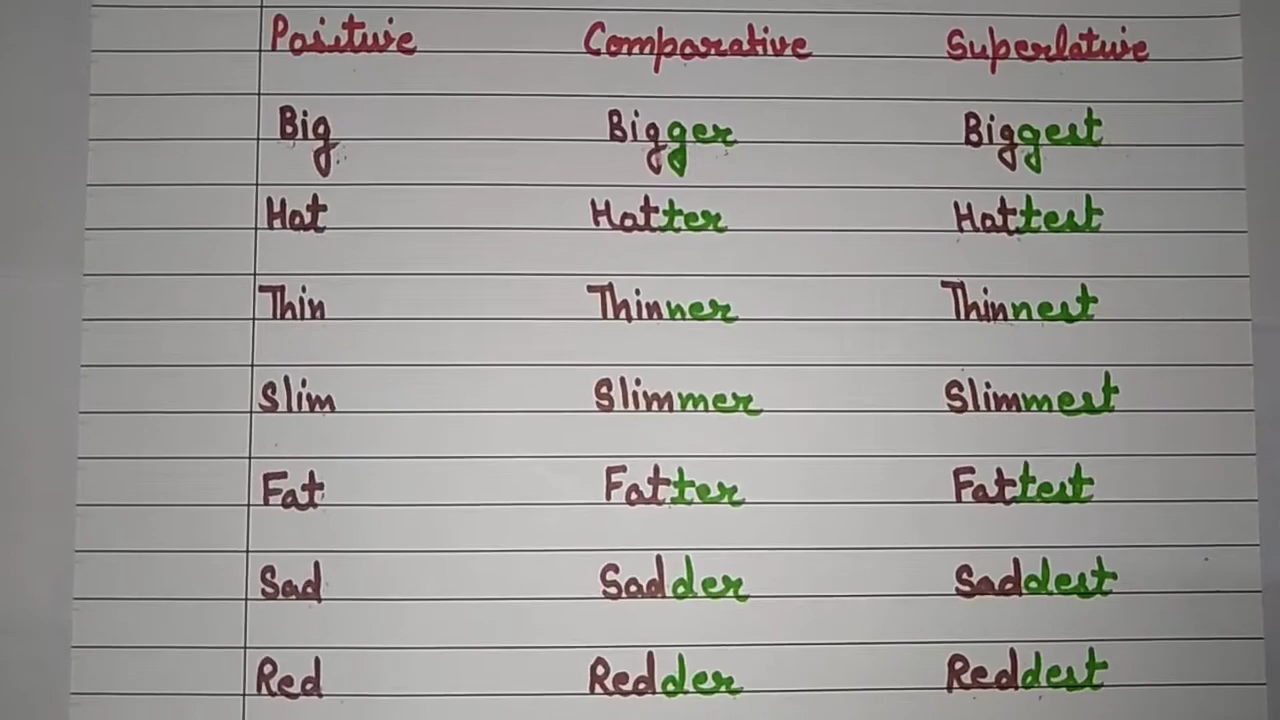 Positive Comparative Superlative
Big Bigger Biggest
Hot Hotter Hottest
Thin Thinner Thinnest
Slim Slimmer Slimmest
Fat Fatter Fattest
Sad Sadder Saddest
Red Redder Reddest